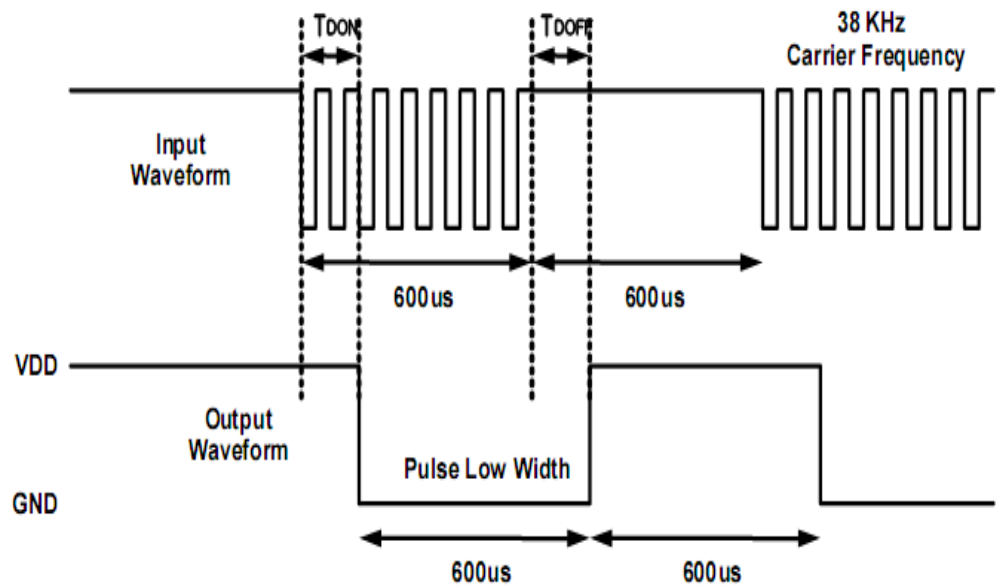 TDON
TDOFF
38 KHz
Carrier Frequency
Input
Waveform
600us
600us
VDD
Output
Waveform
Pulse Low Width
GND
600us
600us